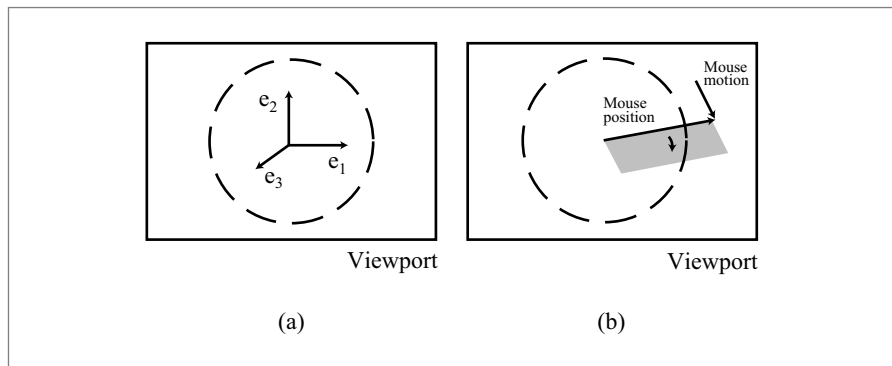 e2
e3
e1
Viewport
(a)
Mouse
motion
Mouse
position
Viewport
(b)